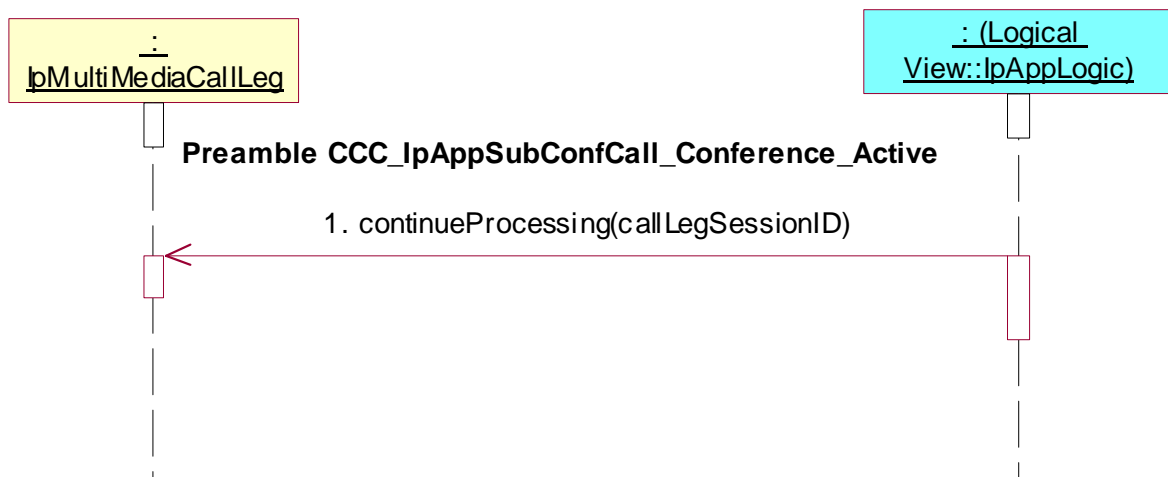 :
IpMultiMediaCallLeg
: (Logical
View::IpAppLogic)
Preamble CCC_IpAppSubConfCall_Conference_Active
1. continueProcessing(callLegSessionID)